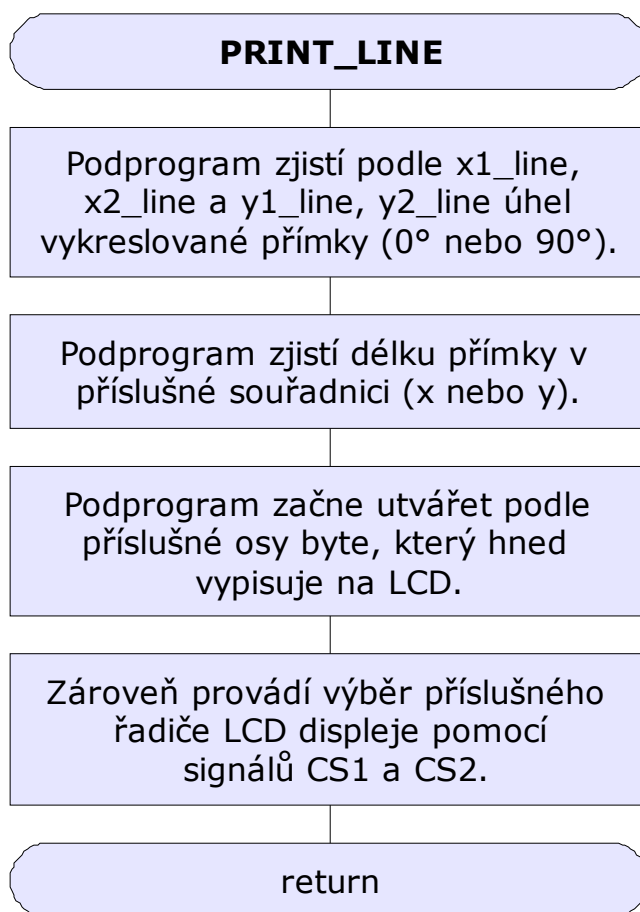 PRINT_LINE
Podprogram zjistí podle x1_line,
x2_line a y1_line, y2_line úhel
vykreslované přímky (0° nebo 90°).
Podprogram zjistí délku přímky v
příslušné souřadnici (x nebo y).
Podprogram začne utvářet podle
příslušné osy byte, který hned
vypisuje na LCD.
Zároveň provádí výběr příslušného
řadiče LCD displeje pomocí
signálů CS1 a CS2.
return